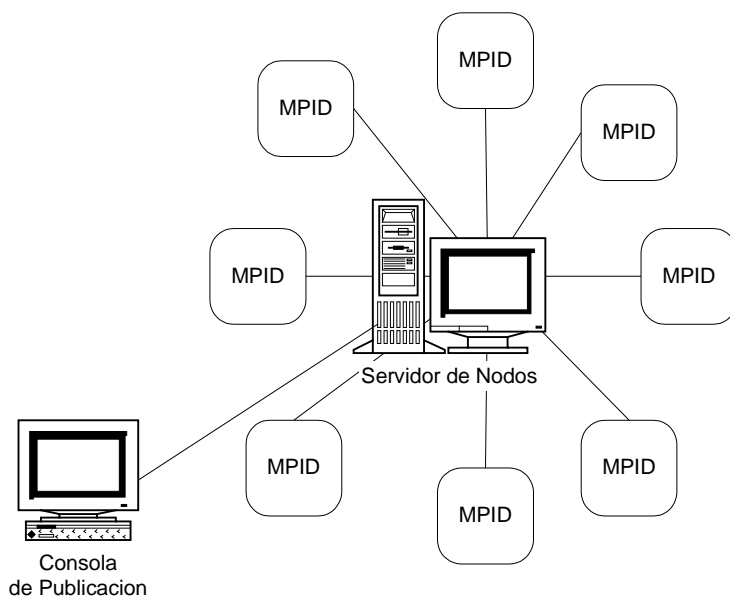 MPID
MPID
MPID
MPID
MPID
Servidor de Nodos
MPID
MPID
MPID
Consola
de Publicacion